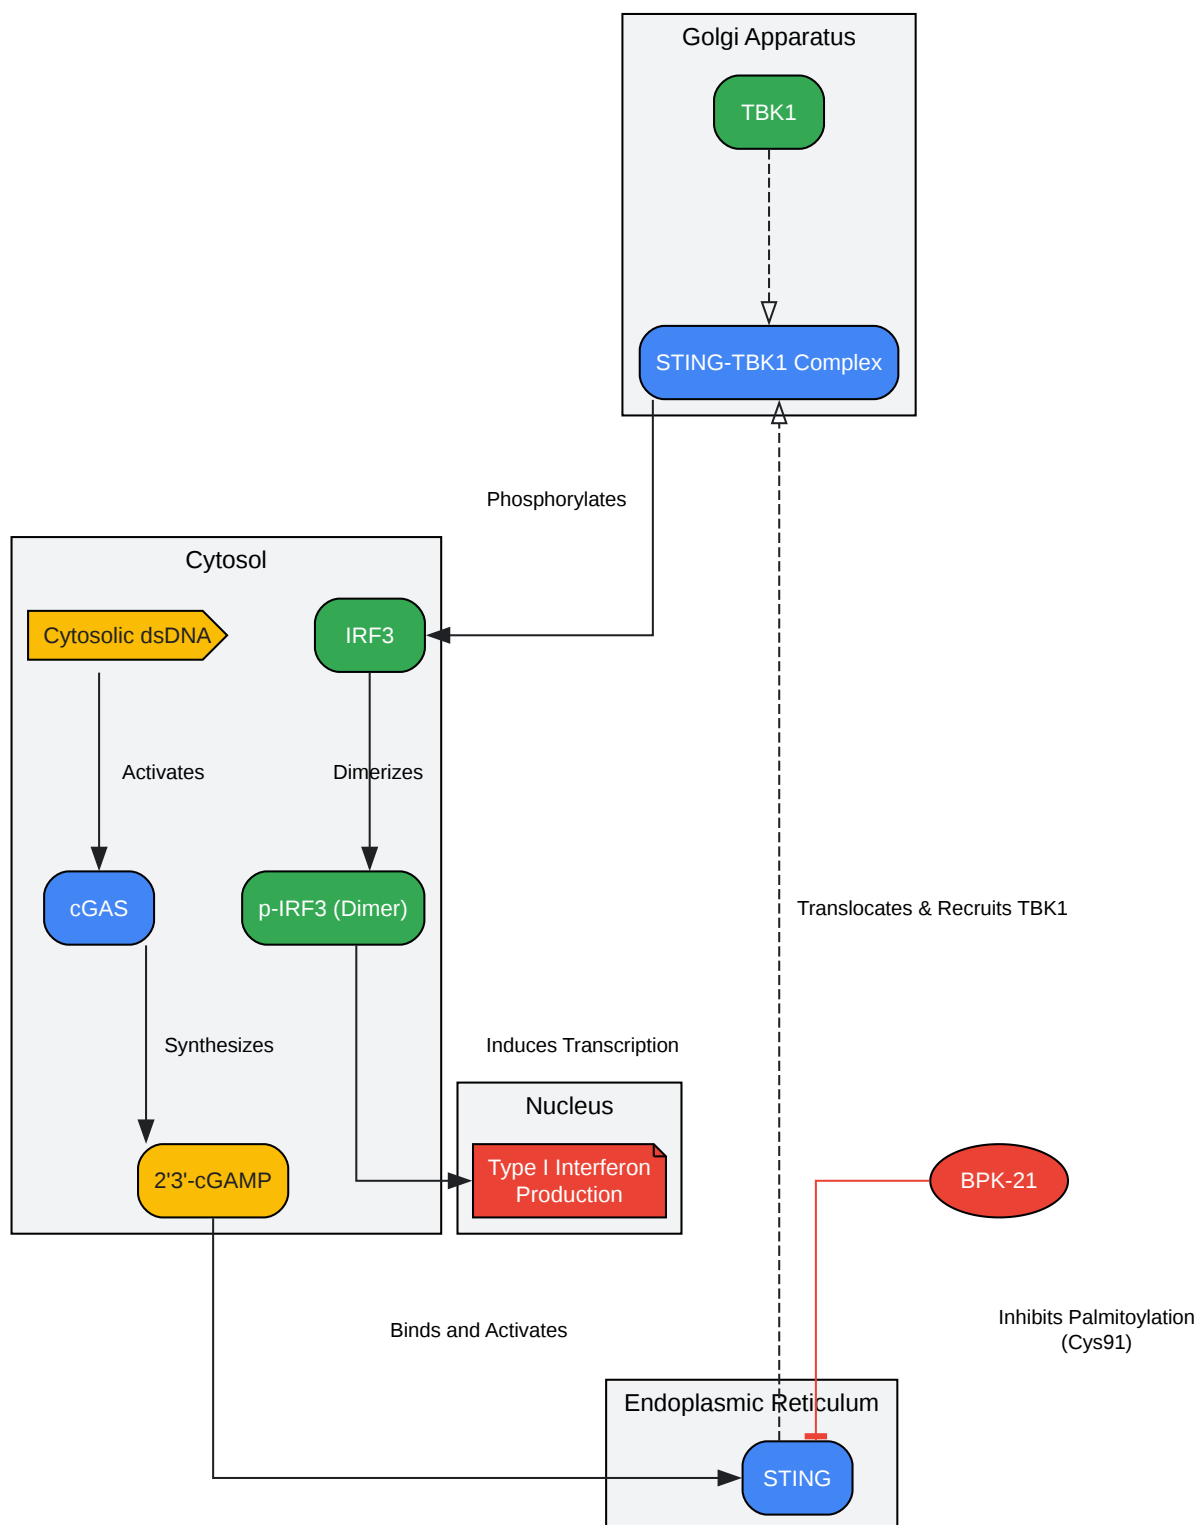 Golgi Apparatus
TBK1
STING-TBK1 Complex
Phosphorylates
Cytosol
Cytosolic dsDNA
IRF3
Activates
Dimerizes
cGAS
p-IRF3 (Dimer)
Translocates & Recruits TBK1
Synthesizes
Induces Transcription
Nucleus
2'3'-cGAMP
Type I Interferon
Production
BPK-21
Binds and Activates
Inhibits Palmitoylation
(Cys91)
Endoplasmic Reticulum
STING